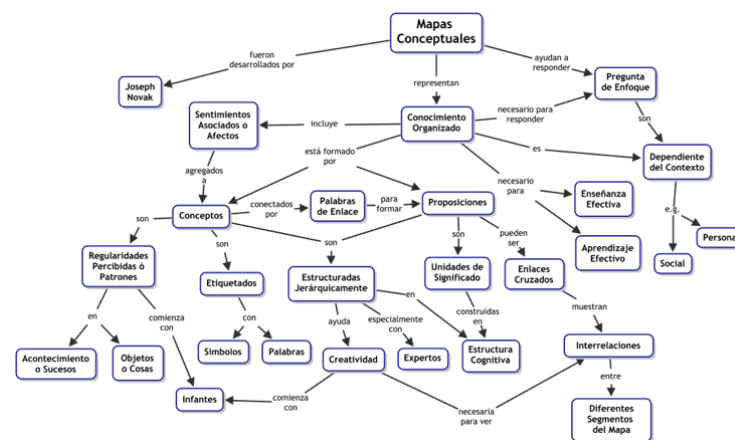 Mapas
Conceptuales
fueron
desarrollados por
ayudan a
responder
Joseph
Novak
representan
Pregunta
de Enfoque
Sentimientos
Asociados o
Afectos
incluye
Conocimiento
Organizado
necesario para
responder
son
está formado
por
es
Dependiente
del Contexto
agregados
a
necesario
para
Enseñanza
Efectiva
Conceptos
conectados
por
Palabras
de Enlace
para
formar
Proposiciones
e.g.
Persona
son
son
son
son
pueden
ser
Aprendizaje
Efectivo
Social
Regularidades
Percibidas ó
Patrones
Etiquetados
Estructuradas
Jerárquicamente
Unidades de
Significado
Enlaces
Cruzados
en
comienza
con
con
ayuda
especialmente
con
en
construidas
en
muestran
Acontecimiento
o Sucesos
Objetos
o Cosas
Símbolos
Palabras
Creatividad
Expertos
Estructura
Cognitiva
Interrelaciones
Infantes
comienza
con
necesaria
para ver
entre
Diferentes
Segmentos
del Mapa